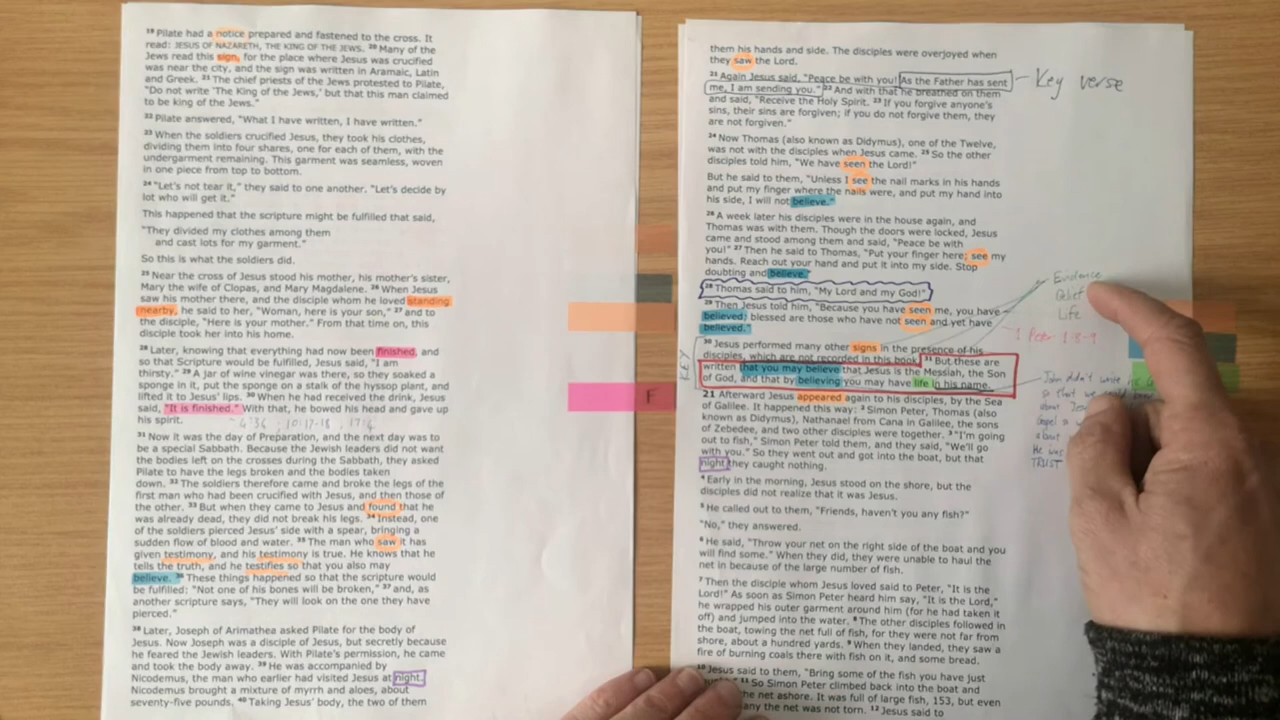 19 Pilate had a notice prepared and fastened to the cross. It
read: JESUS OF NAZARETH, THE KING OF THE JEWS. 20 Many of the
Jews read this sign, for the place where Jesus was crucified
was near the city, and the sign was written in Aramaic, Latin
and Greek. 21 The chief priests of the Jews protested to Pilate,
"Do not write 'The King of the Jews,' but that this man claimed
to be king of the Jews."
22 Pilate answered, "What I have written, I have written."
23 When the soldiers crucified Jesus, they took his clothes,
dividing them into four shares, one for each of them, with the
undergarment remaining. This garment was seamless, woven
in one piece from top to bottom.
24 "Let's not tear it," they said to one another. "Let's decide by
lot who will get it."
This happened that the scripture might be fulfilled that said,
"They divided my clothes among them
and cast lots for my garment."
So this is what the soldiers did.
25 Near the cross of Jesus stood his mother, his mother's sister,
Mary the wife of Clopas, and Mary Magdalene. 26 When Jesus
saw his mother there, and the disciple whom he loved standing
nearby, he said to her, "Woman, here is your son," 27 and to
the disciple, "Here is your mother." From that time on, this
disciple took her into his home.
28 Later, knowing that everything had now been finished, and
so that Scripture would be fulfilled, Jesus said, "I am
thirsty." 29 A jar of wine vinegar was there, so they soaked a
sponge in it, put the sponge on a stalk of the hyssop plant, and
lifted it to Jesus' lips. 30 When he had received the drink, Jesus
said, "It is finished." With that, he bowed his head and gave up
his spirit.
4:36 ; 10:17-18 ; 17:4
31 Now it was the day of Preparation, and the next day was to
be a special Sabbath. Because the Jewish leaders did not want
the bodies left on the crosses during the Sabbath, they asked
Pilate to have the legs broken and the bodies taken
down. 32 The soldiers therefore came and broke the legs of the
first man who had been crucified with Jesus, and then those of
the other. 33 But when they came to Jesus and found that he
was already dead, they did not break his legs. 34 Instead, one
of the soldiers pierced Jesus' side with a spear, bringing a
sudden flow of blood and water. 35 The man who saw it has
given testimony, and his testimony is true. He knows that he
tells the truth, and he testifies so that you also may
believe. 36 These things happened so that the scripture would
be fulfilled: "Not one of his bones will be broken," 37 and, as
another scripture says, "They will look on the one they have
pierced."
38 Later, Joseph of Arimathea asked Pilate for the body of
Jesus. Now Joseph was a disciple of Jesus, but secretly because
he feared the Jewish leaders. With Pilate's permission, he came
and took the body away. 39 He was accompanied by
Nicodemus, the man who earlier had visited Jesus at night.
Nicodemus brought a mixture of myrrh and aloes, about
seventy-five pounds. 40 Taking Jesus' body, the two of them
F
them his hands and side. The disciples were overjoyed when
they saw the Lord.
21 Again Jesus said, "Peace be with you! As the Father has sent
me, I am sending you." 22 And with that he breathed on them
and said, "Receive the Holy Spirit. 23 If you forgive anyone's
sins, their sins are forgiven; if you do not forgive them, they
are not forgiven."
Key verse
24 Now Thomas (also known as Didymus), one of the Twelve,
was not with the disciples when Jesus came. 25 So the other
disciples told him, "We have seen the Lord!"
But he said to them, "Unless I see the nail marks in his hands
and put my finger where the nails were, and put my hand into
his side, I will not believe."
26 A week later his disciples were in the house again, and
Thomas was with them. Though the doors were locked, Jesus
came and stood among them and said, "Peace be with
you!" 27 Then he said to Thomas, "Put your finger here; see my
hands. Reach out your hand and put it into my side. Stop
doubting and believe."
28 Thomas said to him, "My Lord and my God!"
29 Then Jesus told him, "Because you have seen me, you have
believed; blessed are those who have not seen and yet have
believed."
Evidence
Belief
Life
1 Peter 1:8-9
KEY
30 Jesus performed many other signs in the presence of his
disciples, which are not recorded in this book. 31 But these are
written that you may believe that Jesus is the Messiah, the Son
of God, and that by believing you may have life in his name.
John didn't write
so that we could
about
Gospel
about
He was
TRUST
21 Afterward Jesus appeared again to his disciples, by the Sea
of Galilee. It happened this way: 2 Simon Peter, Thomas (also
known as Didymus), Nathanael from Cana in Galilee, the sons
of Zebedee, and two other disciples were together. 3 "I'm going
out to fish," Simon Peter told them, and they said, "We'll go
with you." So they went out and got into the boat, but that
night they caught nothing.
4 Early in the morning, Jesus stood on the shore, but the
disciples did not realize that it was Jesus.
5 He called out to them, "Friends, haven't you any fish?"
"No," they answered.
6 He said, "Throw your net on the right side of the boat and you
will find some." When they did, they were unable to haul the
net in because of the large number of fish.
7 Then the disciple whom Jesus loved said to Peter, "It is the
Lord!" As soon as Simon Peter heard him say, "It is the Lord,"
he wrapped his outer garment around him (for he had taken it
off) and jumped into the water. 8 The other disciples followed in
the boat, towing the net full of fish, for they were not far from
shore, about a hundred yards. 9 When they landed, they saw a
fire of burning coals there with fish on it, and some bread.
10 Jesus said to them, "Bring some of the fish you have just
11 So Simon Peter climbed back into the boat and
the net ashore. It was full of large fish, 153, but even
any the net was not torn. 12 Jesus said to